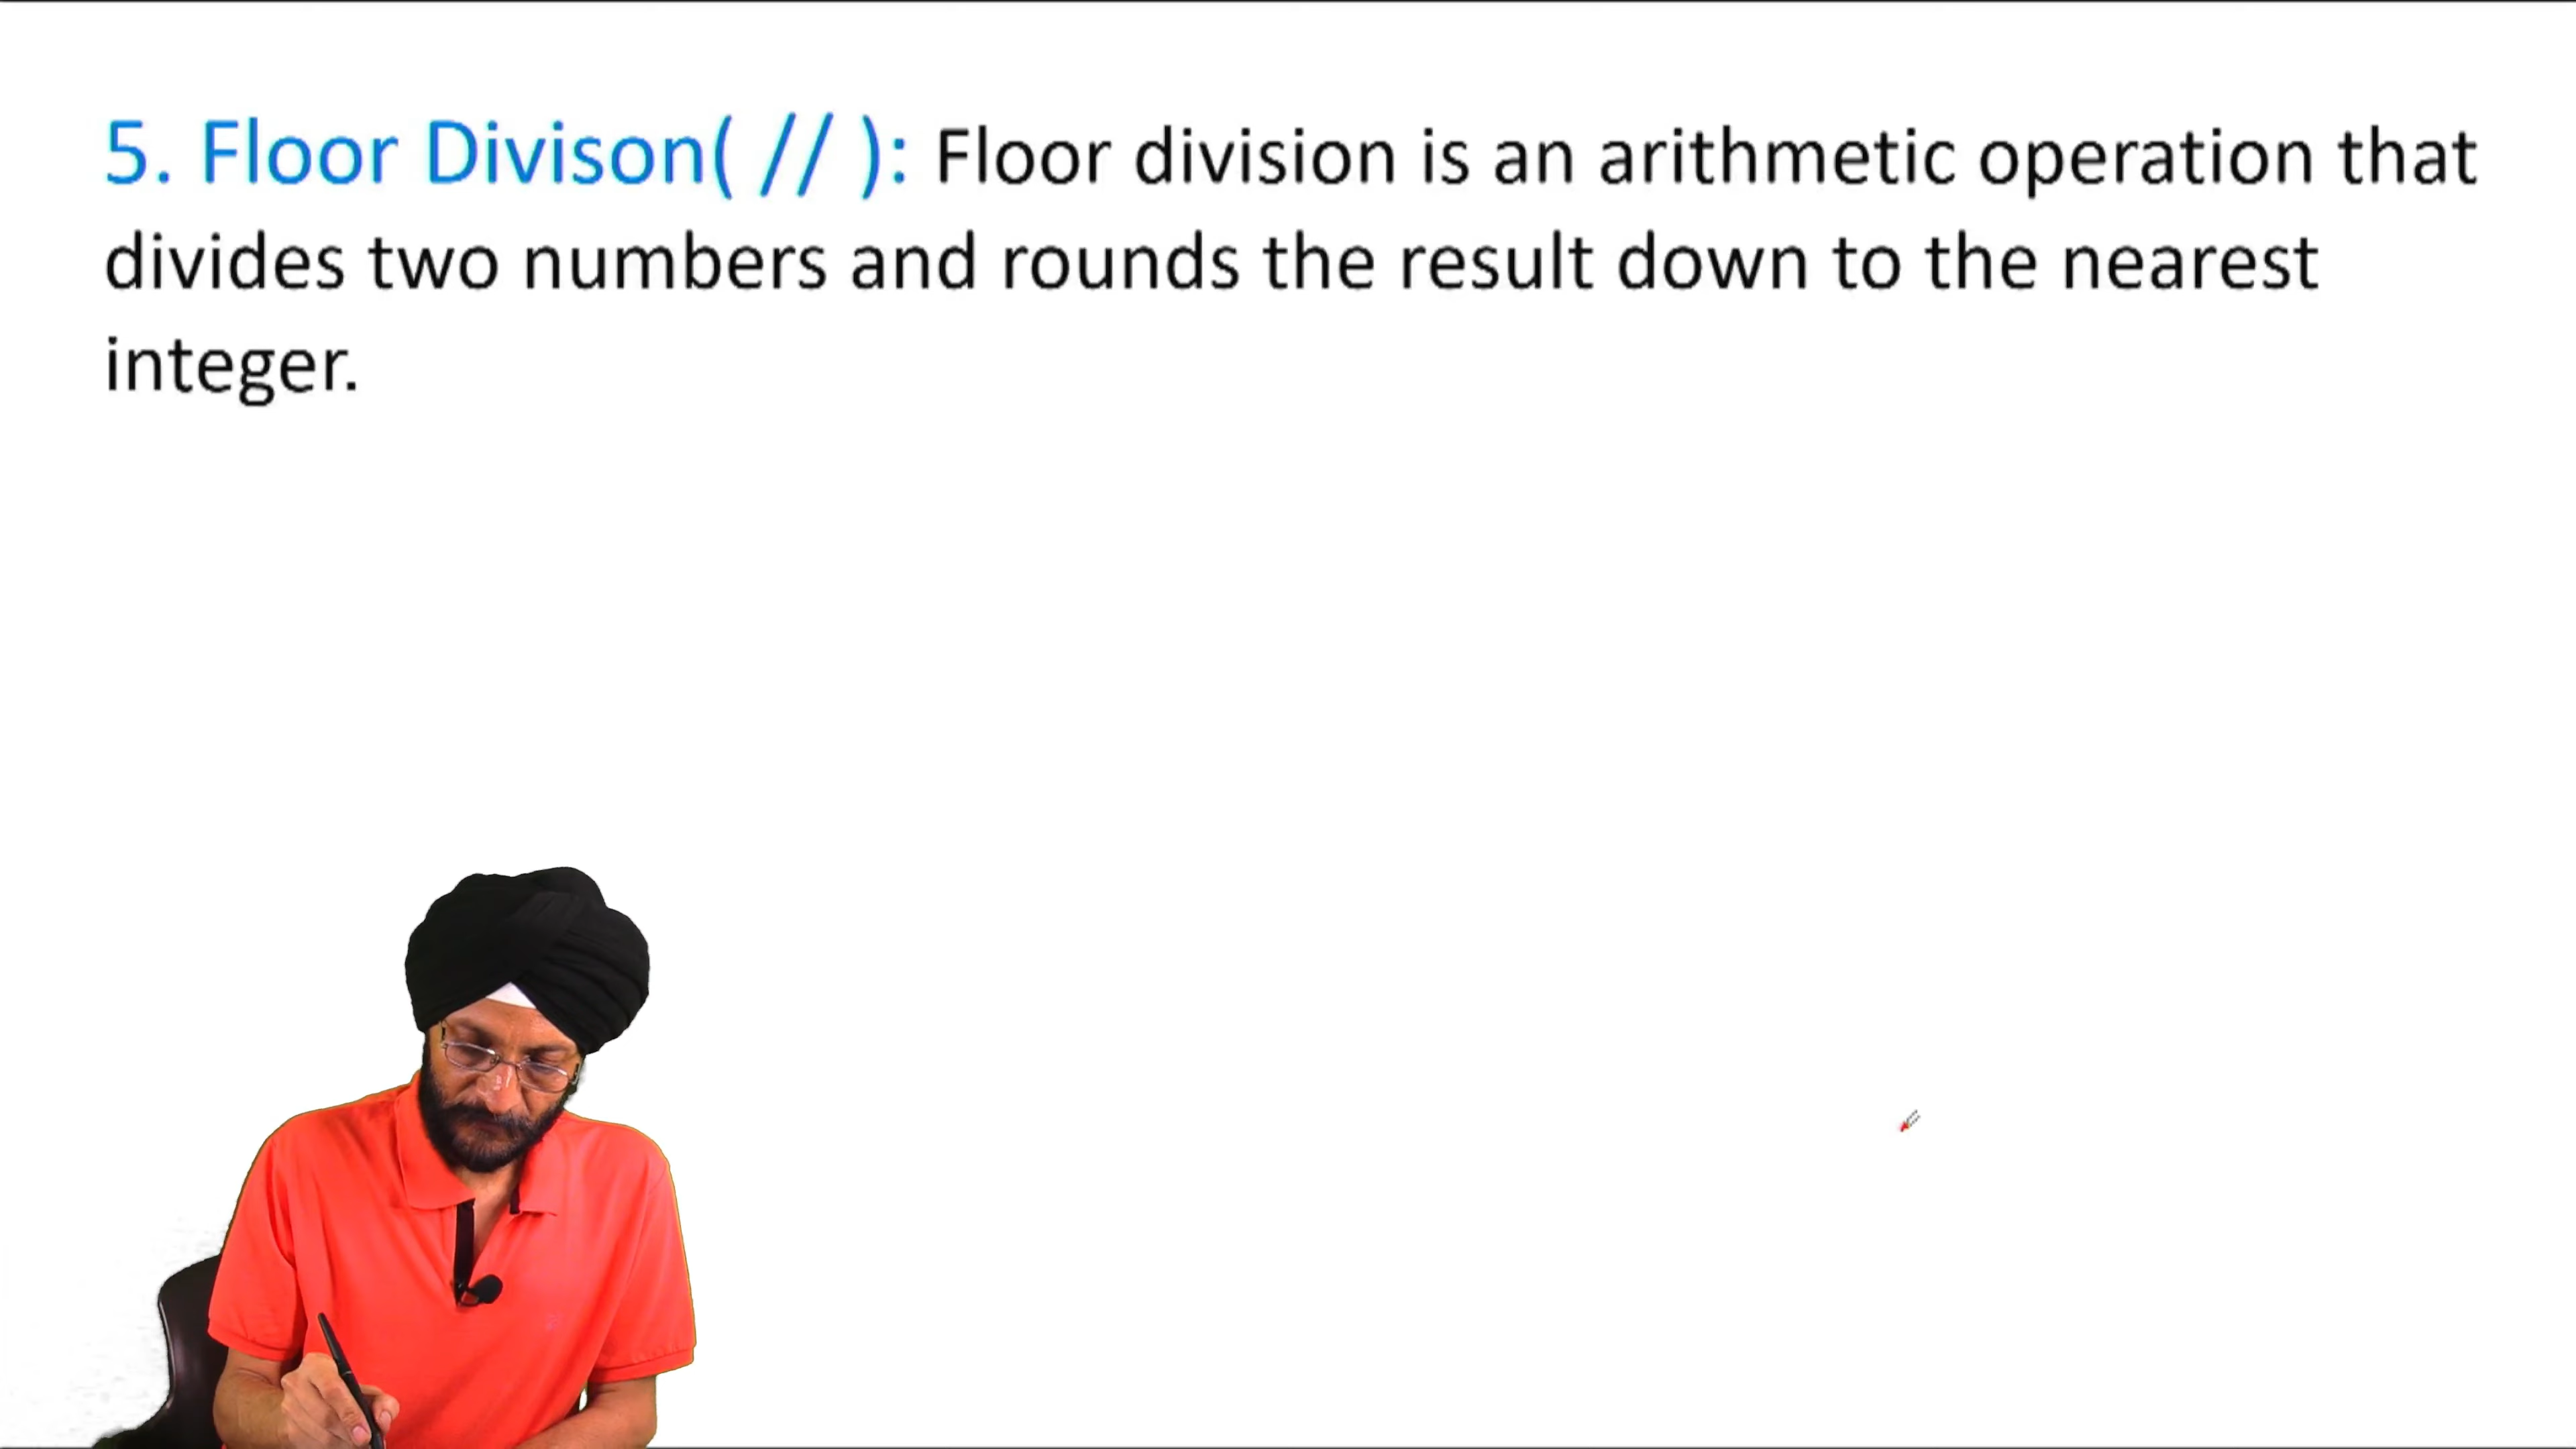 5. Floor Divison( // ): Floor division is an arithmetic operation that
divides two numbers and rounds the result down to the nearest
integer.